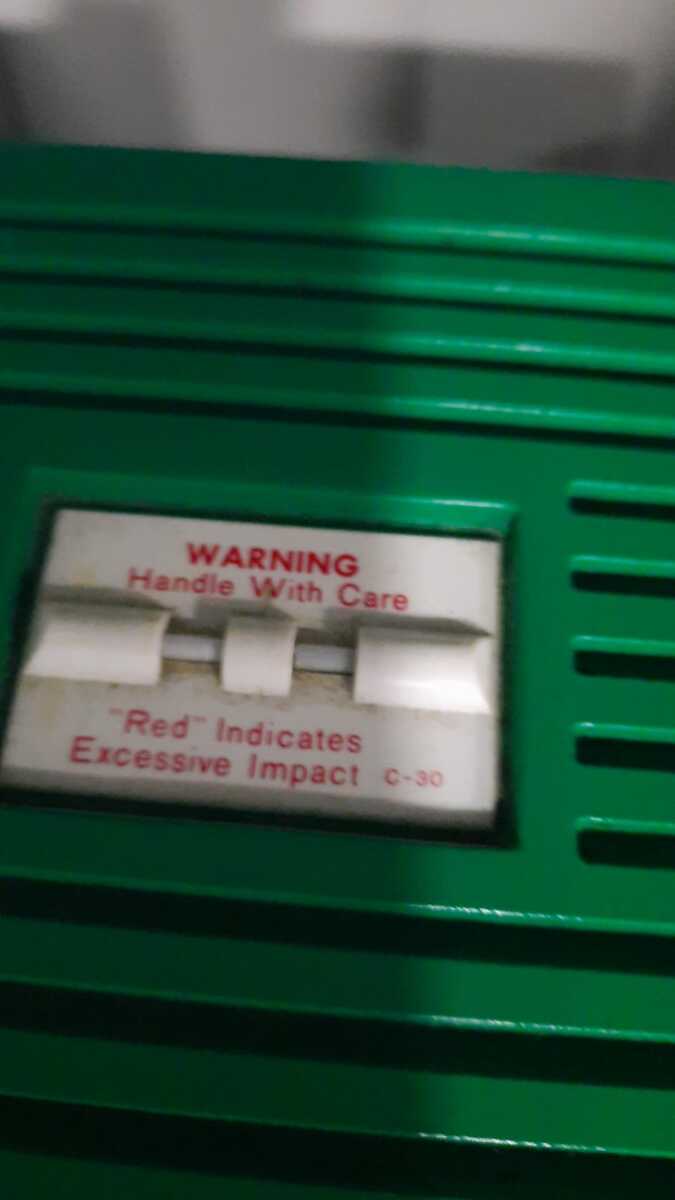 WARNING
Handle With Care
"Red" Indicates
Excessive Impact C-30